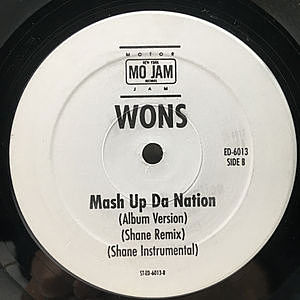 MOTOR
NEW YORK
MO JAM
RECORDS
JAM
WONS
ED-6013
SIDE B
Mash Up Da Nation
(Album Version)
(Shane Remix)
(Shane Instrumental)
ST-ED-6013-B